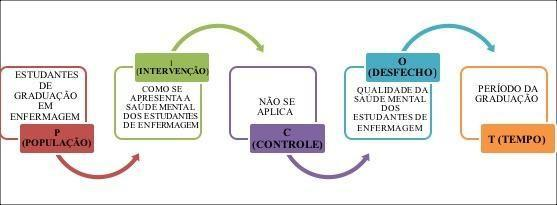 ESTUDANTES
DE
GRADUAÇÃO
EM
ENFERMAGEM
P
(POPULAÇÃO)
I
(INTERVENÇÃO)
COMO SE
APRESENTA A
SAÚDE MENTAL
DOS ESTUDANTES
DE ENFERMAGEM
NÃO SE
APLICA
C
(CONTROLE)
O
(DESFECHO)
QUALIDADE DA
SAÚDE MENTAL
DOS
ESTUDANTES DE
ENFERMAGEM
PERÍODO DA
GRADUAÇÃO
T (TEMPO)